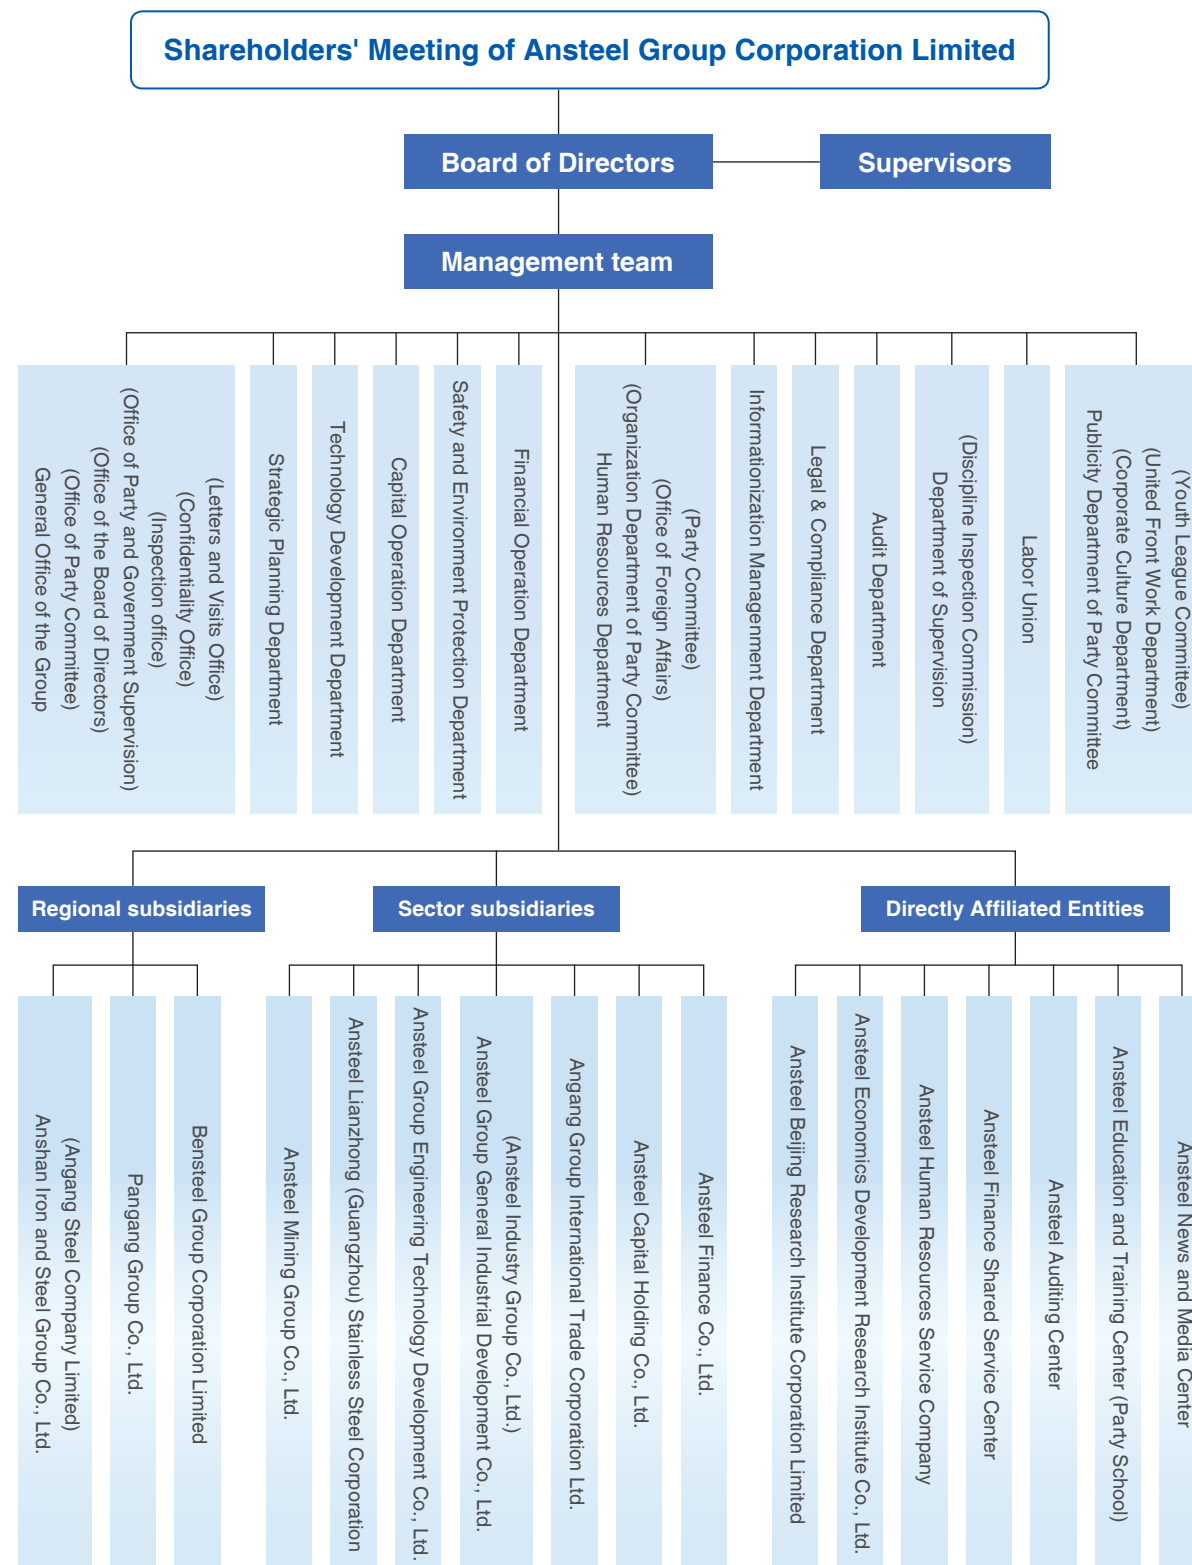 Shareholders' Meeting of Ansteel Group Corporation Limited
Board of Directors
Supervisors
Management team
(Letters and Visits Office)
(Confidentiality Office)
(Inspection office)
(Office of Party and Government Supervision)
(Office of the Board of Directors)
(Office of Party Committee)
General Office of the Group
Strategic Planning Department
Technology Development Department
Capital Operation Department
Safety and Environment Protection Department
Financial Operation Department
(Party Committee)
(Office of Foreign Affairs)
(Organization Department of Party Committee)
Human Resources Department
Informationization Management Department
Legal & Compliance Department
Audit Department
(Discipline Inspection Commission)
Department of Supervision
Labor Union
(Youth League Committee)
(United Front Work Department)
(Corporate Culture Department)
Publicity Department of Party Committee
Regional subsidiaries
Sector subsidiaries
Directly Affiliated Entities
(Angang Steel Company Limited)
Anshan Iron and Steel Group Co., Ltd.
Pangang Group Co., Ltd.
Bensteel Group Corporation Limited
Ansteel Mining Group Co., Ltd.
Ansteel Lianzhong (Guangzhou) Stainless Steel Corporation
Ansteel Group Engineering Technology Development Co., Ltd.
(Ansteel Industry Group Co., Ltd.)
Ansteel Group General Industrial Development Co., Ltd.
Angang Group International Trade Corporation Ltd.
Ansteel Capital Holding Co., Ltd.
Ansteel Finance Co., Ltd.
Ansteel Beijing Research Institute Corporation Limited
Ansteel Economics Development Research Institute Co., Ltd.
Ansteel Human Resources Service Company
Ansteel Finance Shared Service Center
Ansteel Auditing Center
Ansteel Education and Training Center (Party School)
Ansteel News and Media Center